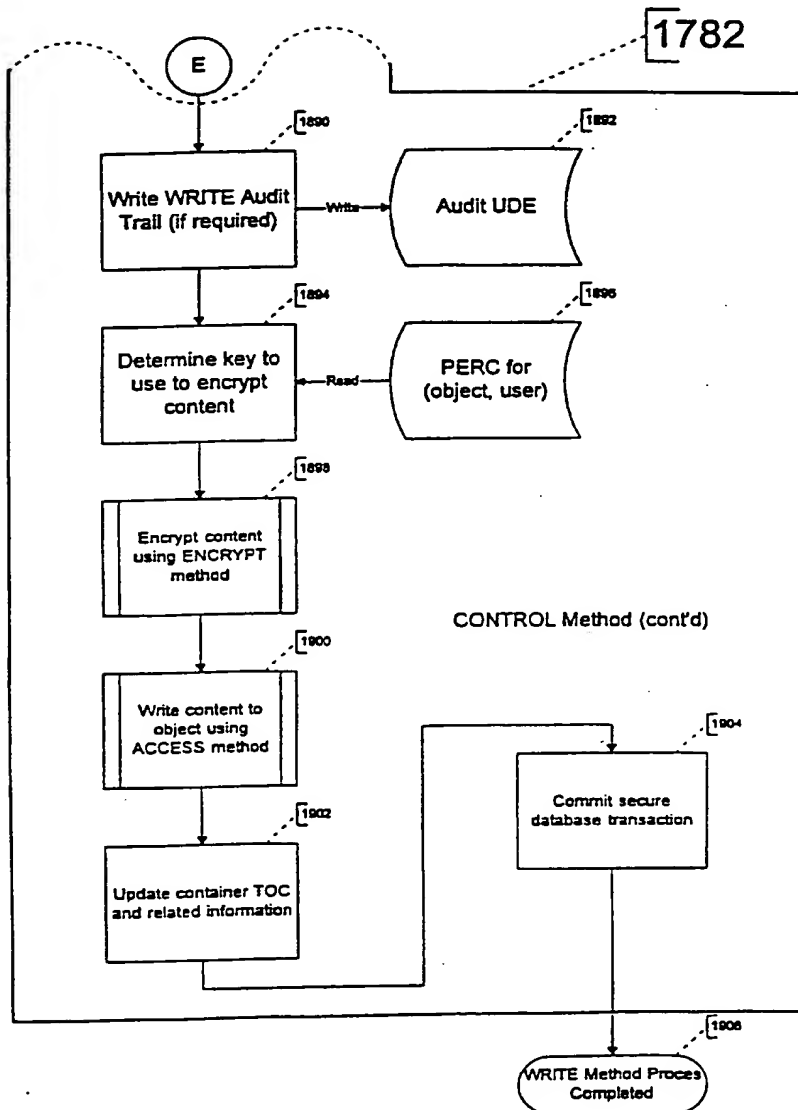 1782
E
1890
Write WRITE Audit
Trail (if required)
Write
1892
Audit UDE
1894
Determine key to
use to encrypt
content
Read
1896
PERC for
(object, user)
1898
Encrypt content
using ENCRYPT
method
CONTROL Method (cont'd)
1900
Write content to
object using
ACCESS method
1902
Update container TOC
and related information
1904
Commit secure
database transaction
1906
WRITE Method Proces
Completed